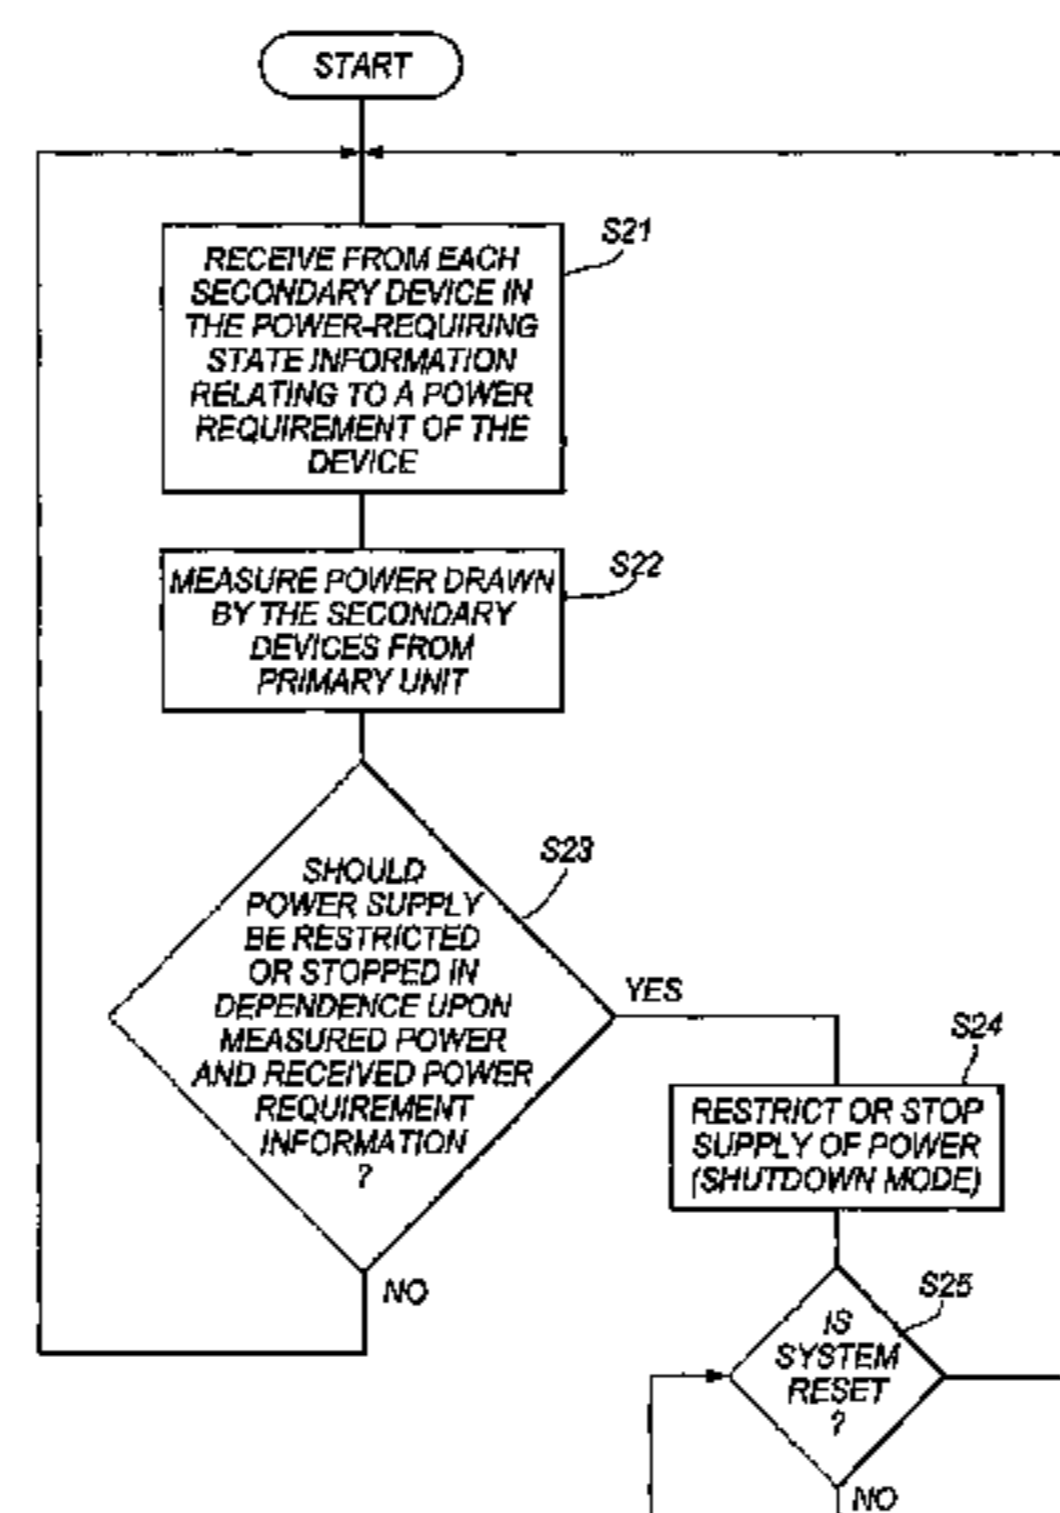 START
S21
RECEIVE FROM EACH
SECONDARY DEVICE IN
THE POWER-REQUIRING
STATE INFORMATION
RELATING TO A POWER
REQUIREMENT OF THE
DEVICE
S22
MEASURE POWER DRAWN
BY THE SECONDARY
DEVICES FROM
PRIMARY UNIT
S23
SHOULD
POWER SUPPLY
BE RESTRICTED
OR STOPPED IN
DEPENDENCE UPON
MEASURED POWER
AND RECEIVED POWER
REQUIREMENT
INFORMATION
?
YES
NO
S24
RESTRICT OR STOP
SUPPLY OF POWER
(SHUTDOWN MODE)
S25
IS
SYSTEM
RESET
?
NO